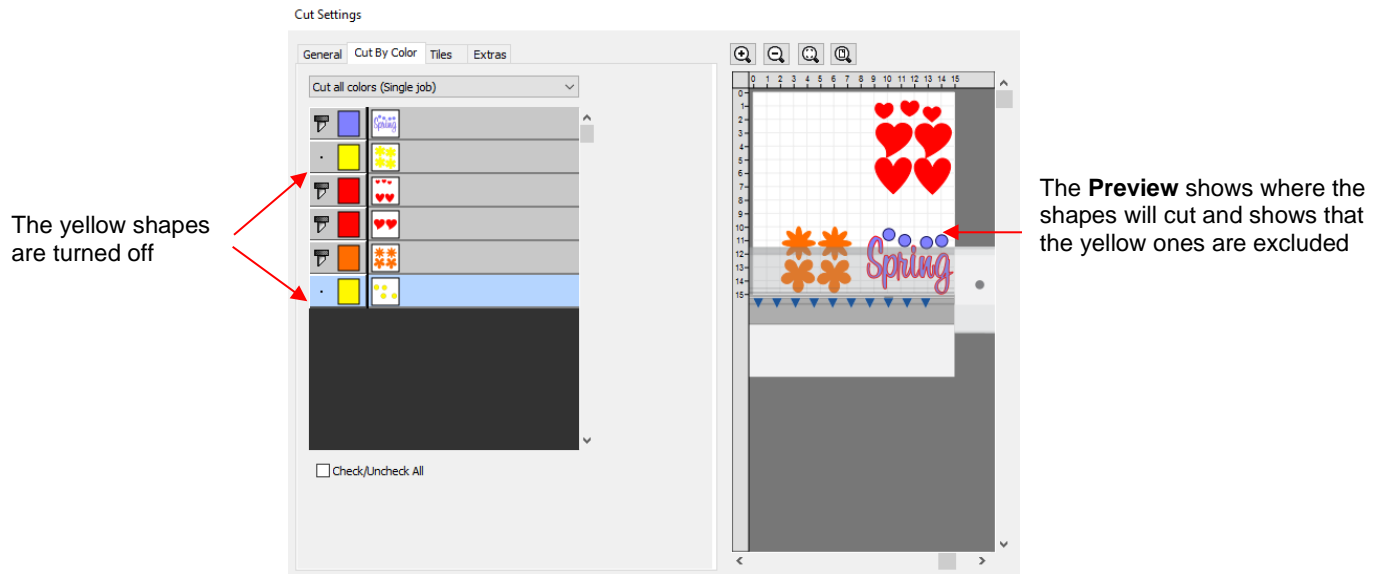 Cut Settings
General Cut By Color Tiles Extras
Cut all colors (Single job)
Spring
0 1 2 3 4 5 6 7 8 9 10 11 12 13 14 15
0
1
2
3
4
5
6
7
8
9
10
11
12
13
14
15
Spring
Check/Uncheck All
The yellow shapes
are turned off
The Preview shows where the
shapes will cut and shows that
the yellow ones are excluded